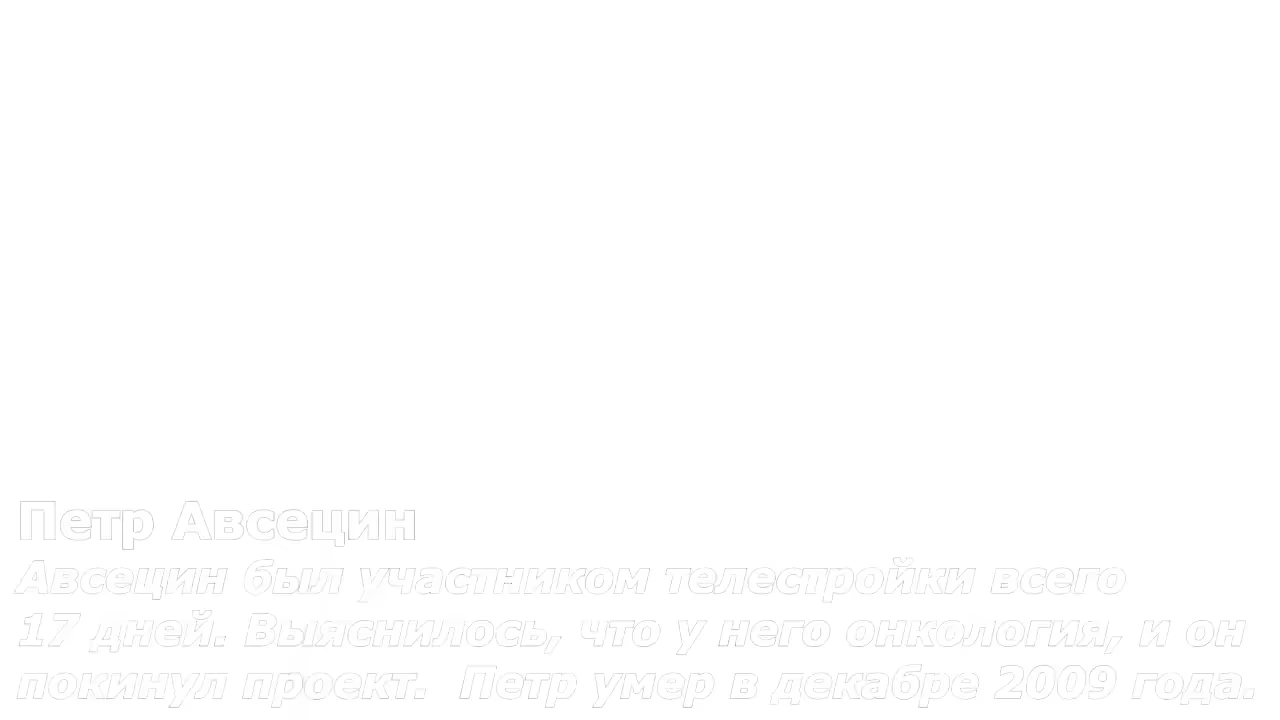 Петр Авсецин
Авсецин был участником телестройки всего
17 дней. Выяснилось, что у него онкология, и он
покинул проект. Петр умер в декабре 2009 года.